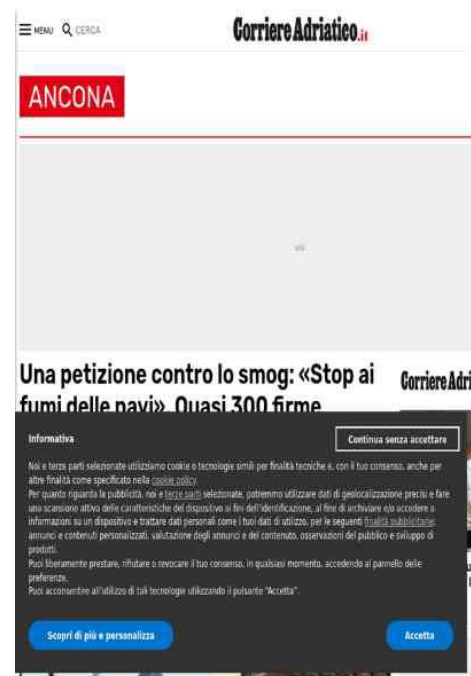 MENU CERCA Corriere Adriatico.it
ANCONA
ads
Una petizione contro lo smog: «Stop ai
fumi delle navi». Quasi 300 firme
Corriere Adri
Informativa
Continua senza accettare
Noi e terze parti selezionate utilizziamo cookie o tecnologie simili per finalità tecniche e, con il tuo consenso, anche per
altre finalità come specificato nella cookie policy.
Per quanto riguarda la pubblicità, noi e terze parti selezionate, potremmo utilizzare dati di geolocalizzazione precisi e fare
una scansione attiva delle caratteristiche del dispositivo ai fini dell'identificazione, al fine di archiviare e/o accedere a
informazioni su un dispositivo e trattare dati personali come i tuoi dati di utilizzo, per le seguenti finalità pubblicitarie:
annunci e contenuti personalizzati, valutazione degli annunci e del contenuto, osservazioni del pubblico e sviluppo di
prodotti.
Puoi liberamente prestare, rifiutare o revocare il tuo consenso, in qualsiasi momento, accedendo al pannello delle
preferenze.
Puoi acconsentire all'utilizzo di tali tecnologie utilizzando il pulsante "Accetta".
Scopri di più e personalizza
Accetta